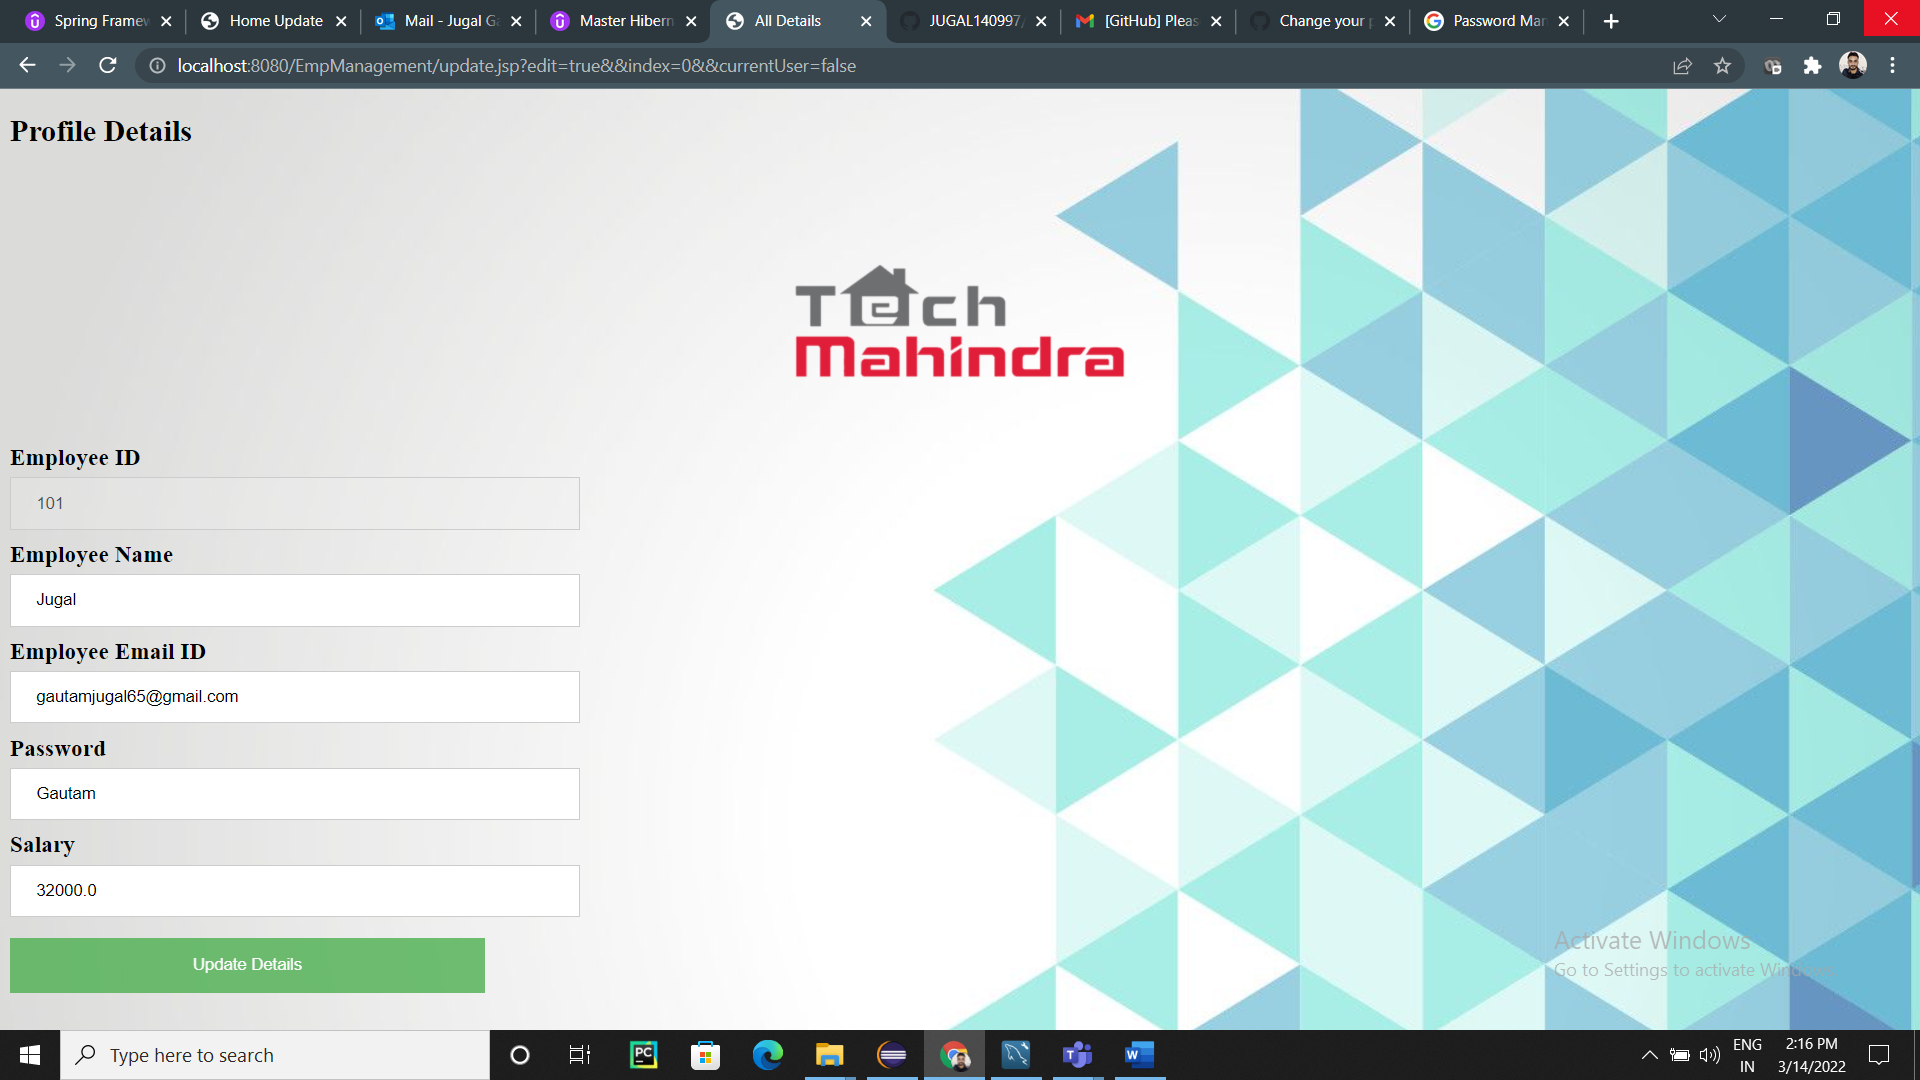 Spring Framew
Home Update
Mail - Jugal Ga
Master Hibern
All Details
JUGAL140997/
[GitHub] Pleas
Change your p
Password Man
localhost:8080/EmpManagement/update.jsp?edit=true&&index=0&&currentUser=false
Profile Details
Tech
Mahindra
Employee ID
101
Employee Name
Jugal
Employee Email ID
gautamjugal65@gmail.com
Password
Gautam
Salary
32000.0
Update Details
Activate Windows
Go to Settings to activate Windows.
Type here to search
ENG
IN
2:16 PM
3/14/2022